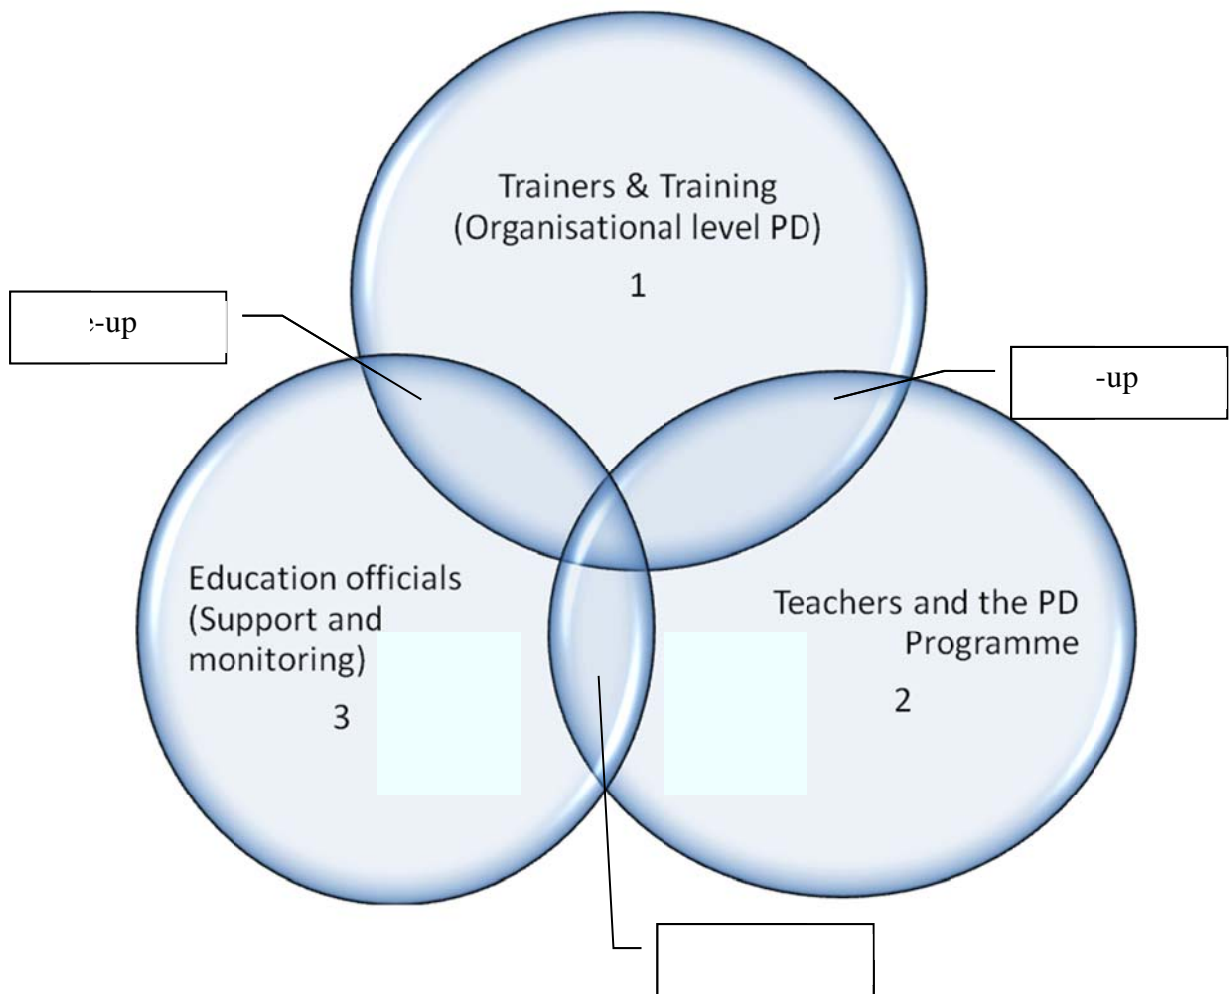 Trainers & Training
(Organisational level PD)
1
-up
-up
Education officials
(Support and
monitoring)
3
Teachers and the PD
Programme
2